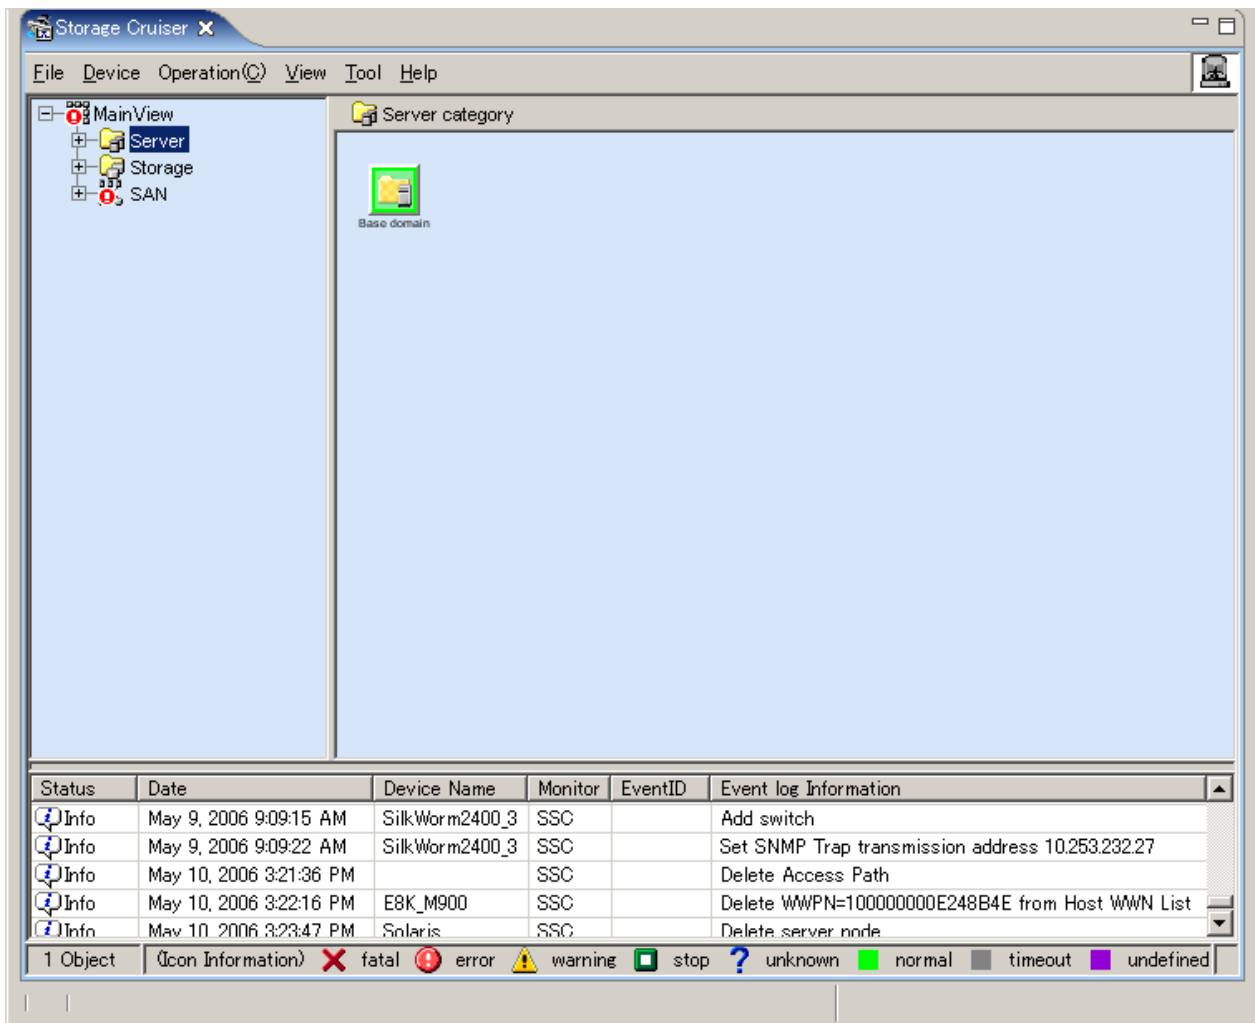 Storage Cruiser
File Device Operation(C) View Tool Help
MainView
Server
Storage
SAN
Server category
Base domain
Status Date Device Name Monitor EventID Event log Information
Info May 9, 2006 9:09:15 AM SilkWorm2400_3 SSC Add switch
Info May 9, 2006 9:09:22 AM SilkWorm2400_3 SSC Set SNMP Trap transmission address 10.253.232.27
Info May 10, 2006 3:21:36 PM SSC Delete Access Path
Info May 10, 2006 3:22:16 PM E8K_M900 SSC Delete WWPN=100000000E248B4E from Host WWN List
Info May 10, 2006 3:23:47 PM Solaris SSC Delete server node
1 Object (Icon Information) fatal error warning stop unknown normal timeout undefined